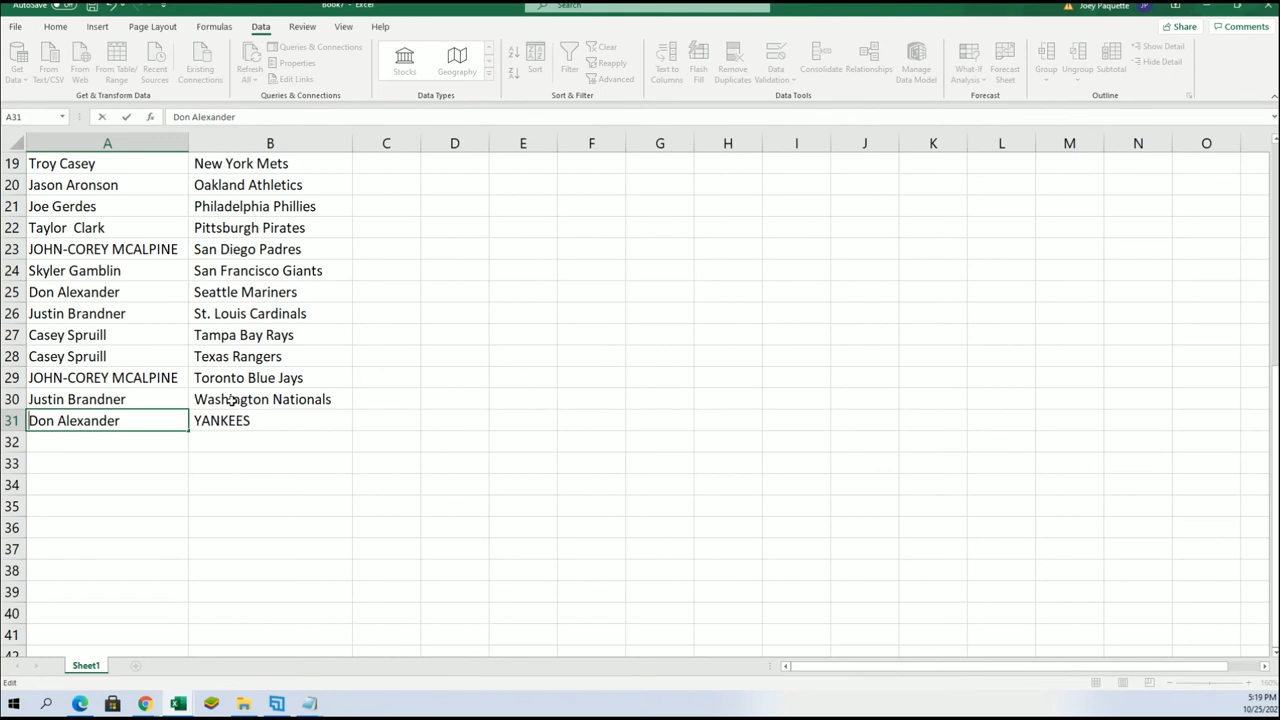 AutoSave Off Book7 - Excel Search Joey Paquette JP
File Home Insert Page Layout Formulas Data Review View Help Share Comments
Get Data From Text/CSV From Web From Table/ Range Recent Sources Existing Connections Refresh All Queries & Connections Properties Edit Links Stocks Geography Sort Filter Clear Reapply Advanced Text to Columns Flash Fill Remove Duplicates Data Validation Consolidate Relationships Manage Data Model What-If Analysis Forecast Sheet Group Ungroup Subtotal Show Detail Hide Detail
Get & Transform Data Queries & Connections Data Types Sort & Filter Data Tools Forecast Outline
A31 fx Don Alexander
A B C D E F G H I J K L M N O
19 Troy Casey New York Mets
20 Jason Aronson Oakland Athletics
21 Joe Gerdes Philadelphia Phillies
22 Taylor  Clark Pittsburgh Pirates
23 JOHN-COREY MCALPINE San Diego Padres
24 Skyler Gamblin San Francisco Giants
25 Don Alexander Seattle Mariners
26 Justin Brandner St. Louis Cardinals
27 Casey Spruill Tampa Bay Rays
28 Casey Spruill Texas Rangers
29 JOHN-COREY MCALPINE Toronto Blue Jays
30 Justin Brandner Washington Nationals
31 Don Alexander YANKEES
32
33
34
35
36
37
38
39
40
41
42
Sheet1
Edit 160%
5:19 PM
10/25/202